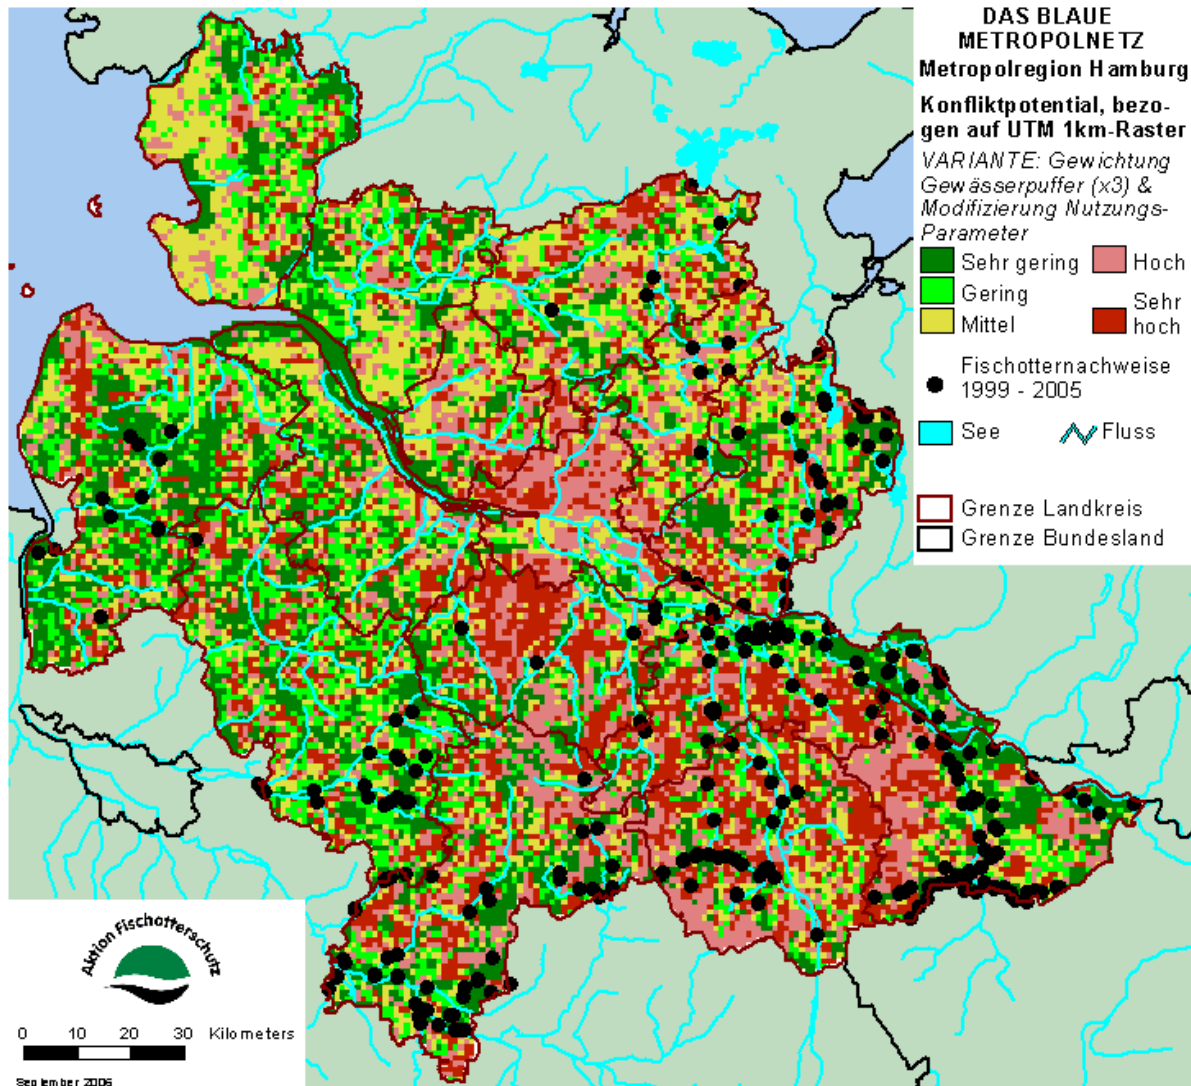 DAS BLAUE
METROPOLNETZ
Metropolregion Hamburg
Konfliktpotential, bezo-
gen auf UTM 1km-Raster
VARIANTE: Gewichtung
Gewässerpuffer (x3) &
Modifizierung Nutzungs-
Parameter
Sehr gering
Hoch
Gering
Sehr
hoch
Mittel
Fischotternachweise
1999 - 2005
See
Fluss
Grenze Landkreis
Grenze Bundesland
Aktion Fischotterschutz
0 10 20 30 Kilometers
September 2006